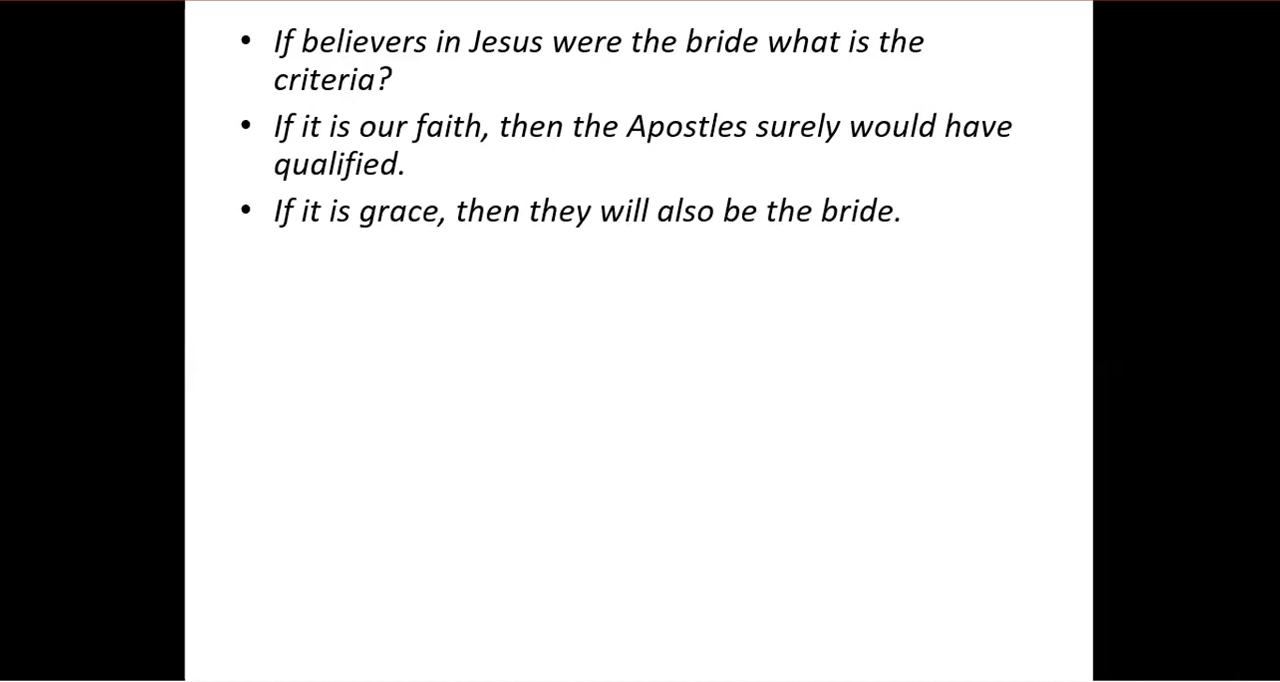 • If believers in Jesus were the bride what is the
criteria?
• If it is our faith, then the Apostles surely would have
qualified.
• If it is grace, then they will also be the bride.